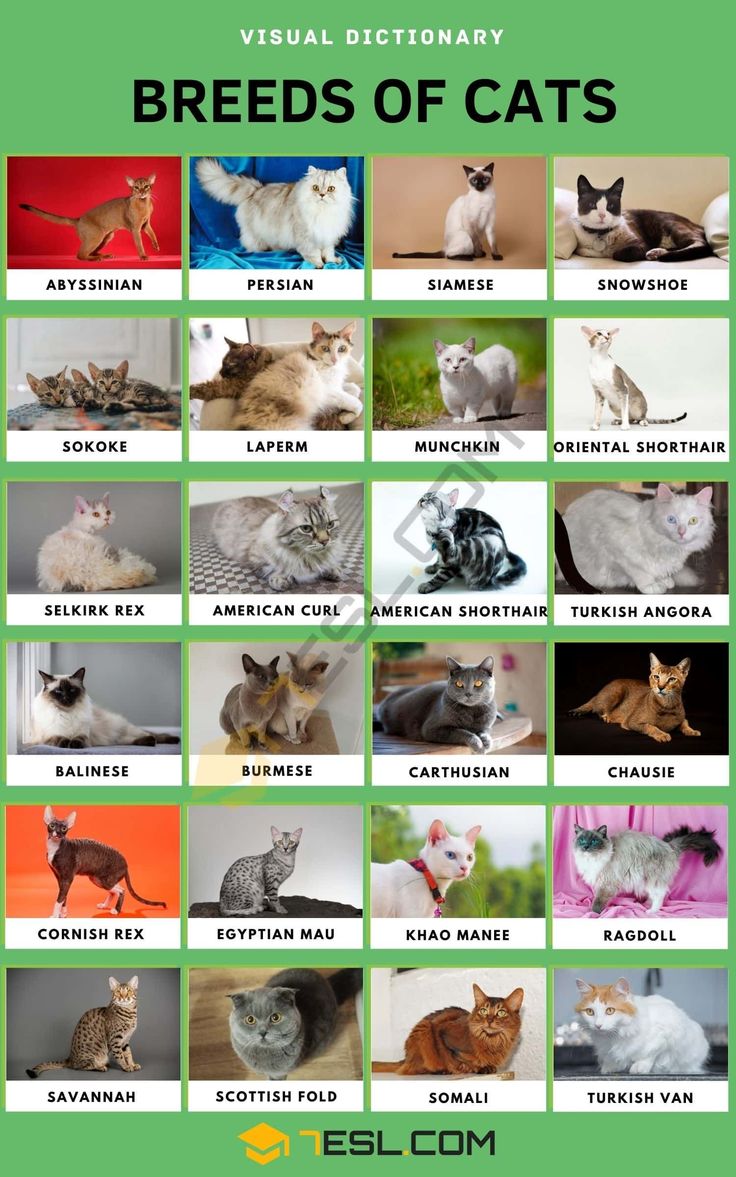 VISUAL DICTIONARY
BREEDS OF CATS
ABYSSINIAN
PERSIAN
SIAMESE
SNOWSHOE
SOKOKE
LAPERM
MUNCHKIN
ORIENTAL SHORTHAIR
SELKIRK REX
AMERICAN CURL
AMERICAN SHORTHAIR
TURKISH ANGORA
BALINESE
BURMESE
CARTHUSIAN
CHAUSIE
CORNISH REX
EGYPTIAN MAU
KHAO MANEE
RAGDOLL
SAVANNAH
SCOTTISH FOLD
SOMALI
TURKISH VAN
7ESL.COM
7ESL.COM